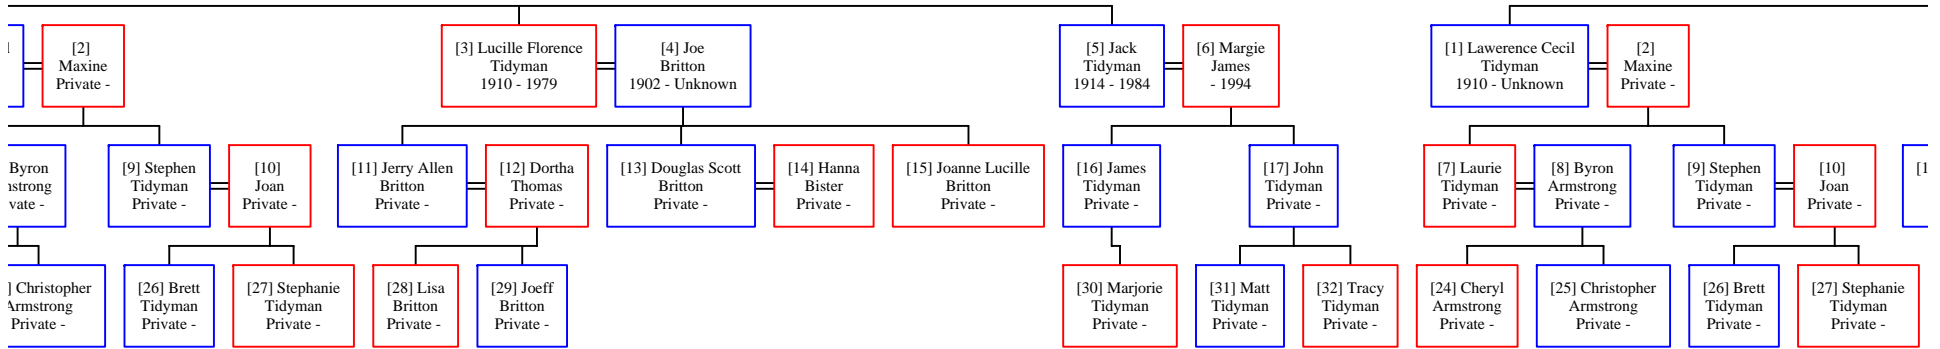 [2]
Maxine
Private -
[3] Lucille Florence
Tidyman
1910 - 1979
[4] Joe
Britton
1902 - Unknown
[5] Jack
Tidyman
1914 - 1984
[6] Margie
James
- 1994
[1] Lawerence Cecil
Tidyman
1910 - Unknown
[2]
Maxine
Private -
Byron
nstrong
vate -
[9] Stephen
Tidyman
Private -
[10]
Joan
Private -
[11] Jerry Allen
Britton
Private -
[12] Dortha
Thomas
Private -
[13] Douglas Scott
Britton
Private -
[14] Hanna
Bister
Private -
[15] Joanne Lucille
Britton
Private -
[16] James
Tidyman
Private -
[17] John
Tidyman
Private -
[7] Laurie
Tidyman
Private -
[8] Byron
Armstrong
Private -
[9] Stephen
Tidyman
Private -
[10]
Joan
Private -
[1
] Christopher
Armstrong
Private -
[26] Brett
Tidyman
Private -
[27] Stephanie
Tidyman
Private -
[28] Lisa
Britton
Private -
[29] Joeff
Britton
Private -
[30] Marjorie
Tidyman
Private -
[31] Matt
Tidyman
Private -
[32] Tracy
Tidyman
Private -
[24] Cheryl
Armstrong
Private -
[25] Christopher
Armstrong
Private -
[26] Brett
Tidyman
Private -
[27] Stephanie
Tidyman
Private -